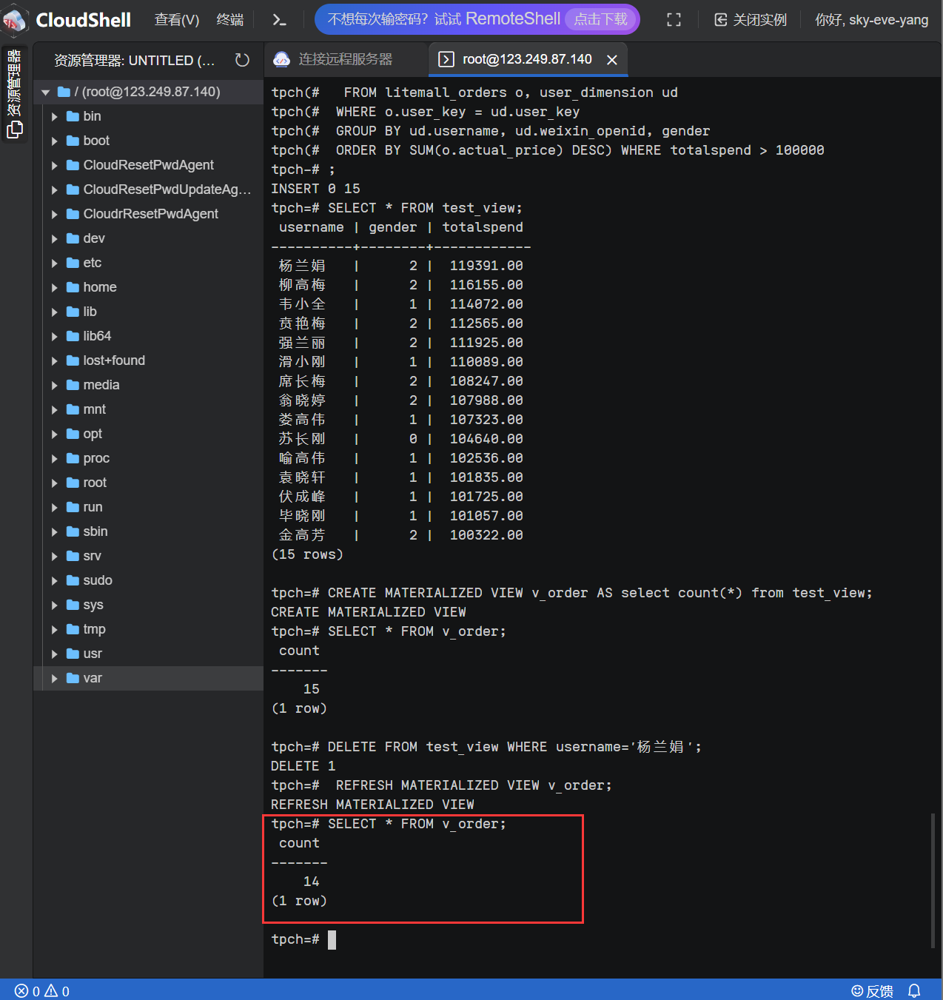 CloudShell 查看(V) 终端 不想每次输密码？试试 RemoteShell 点击下载 关闭实例 你好, sky-eve-yang
资源管理器
资源管理器: UNTITLED (...
/ (root@123.249.87.140)
bin
boot
CloudResetPwdAgent
CloudResetPwdUpdateAg...
CloudrResetPwdAgent
dev
etc
home
lib
lib64
lost+found
media
mnt
opt
proc
root
run
sbin
srv
sudo
sys
tmp
usr
var
连接远程服务器 root@123.249.87.140
tpch(#   FROM litemall_orders o, user_dimension ud
tpch(#  WHERE o.user_key = ud.user_key
tpch(#  GROUP BY ud.username, ud.weixin_openid, gender
tpch(#  ORDER BY SUM(o.actual_price) DESC) WHERE totalspend > 100000
tpch-# ;
INSERT 0 15
tpch=# SELECT * FROM test_view;
 username | gender | totalspend
----------+--------+------------
 杨兰娟   |      2 |  119391.00
 柳高梅   |      2 |  116155.00
 韦小全   |      1 |  114072.00
 贲艳梅   |      2 |  112565.00
 强兰丽   |      2 |  111925.00
 滑小刚   |      1 |  110089.00
 席长梅   |      2 |  108247.00
 翁晓婷   |      2 |  107988.00
 娄高伟   |      1 |  107323.00
 苏长刚   |      0 |  104640.00
 喻高伟   |      1 |  102536.00
 袁晓轩   |      1 |  101835.00
 伏成峰   |      1 |  101725.00
 毕晓刚   |      1 |  101057.00
 金高芳   |      2 |  100322.00
(15 rows)
tpch=# CREATE MATERIALIZED VIEW v_order AS select count(*) from test_view;
CREATE MATERIALIZED VIEW
tpch=# SELECT * FROM v_order;
 count
-------
    15
(1 row)
tpch=# DELETE FROM test_view WHERE username='杨兰娟';
DELETE 1
tpch=#  REFRESH MATERIALIZED VIEW v_order;
REFRESH MATERIALIZED VIEW
tpch=# SELECT * FROM v_order;
 count
-------
    14
(1 row)
tpch=#
0 0 反馈